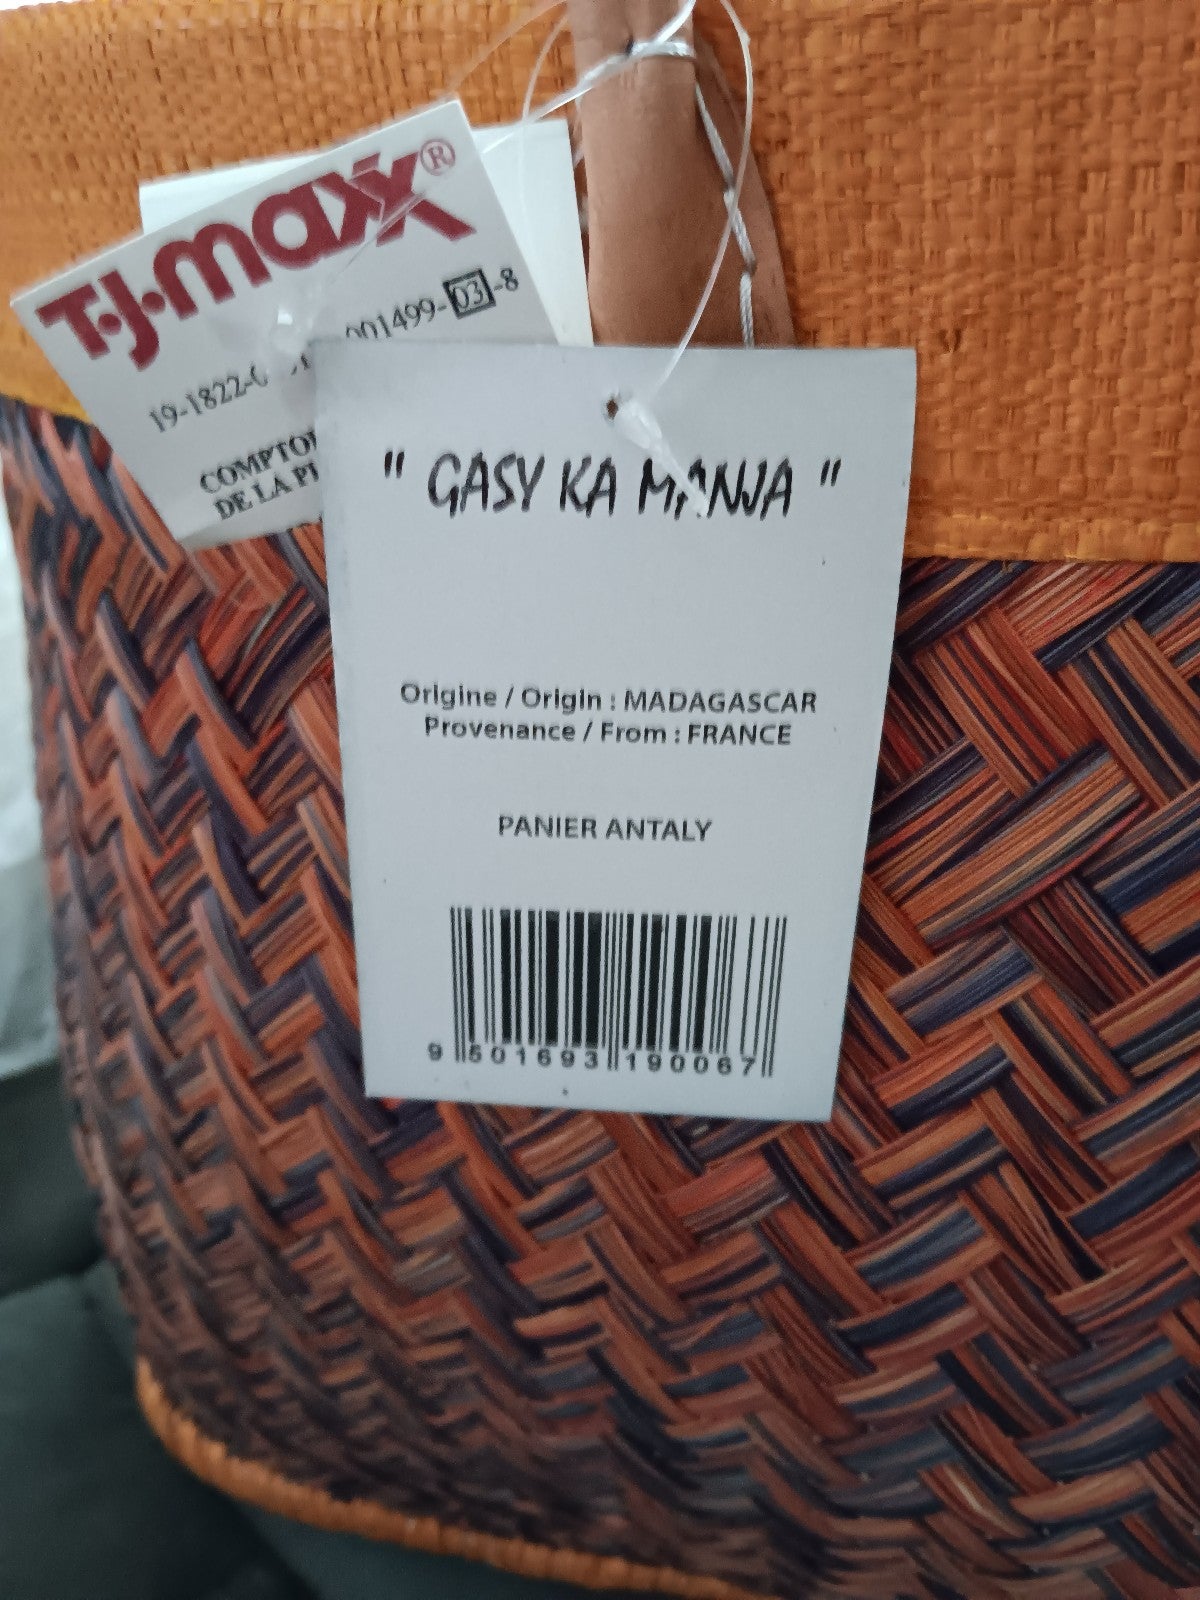 T.J.maxx®
19-1822- 001499-03-8
DE LA
" GASY KA MANJA "
Origine / Origin : MADAGASCAR
Provenance / From : FRANCE
PANIER ANTALY
9 501693 190067